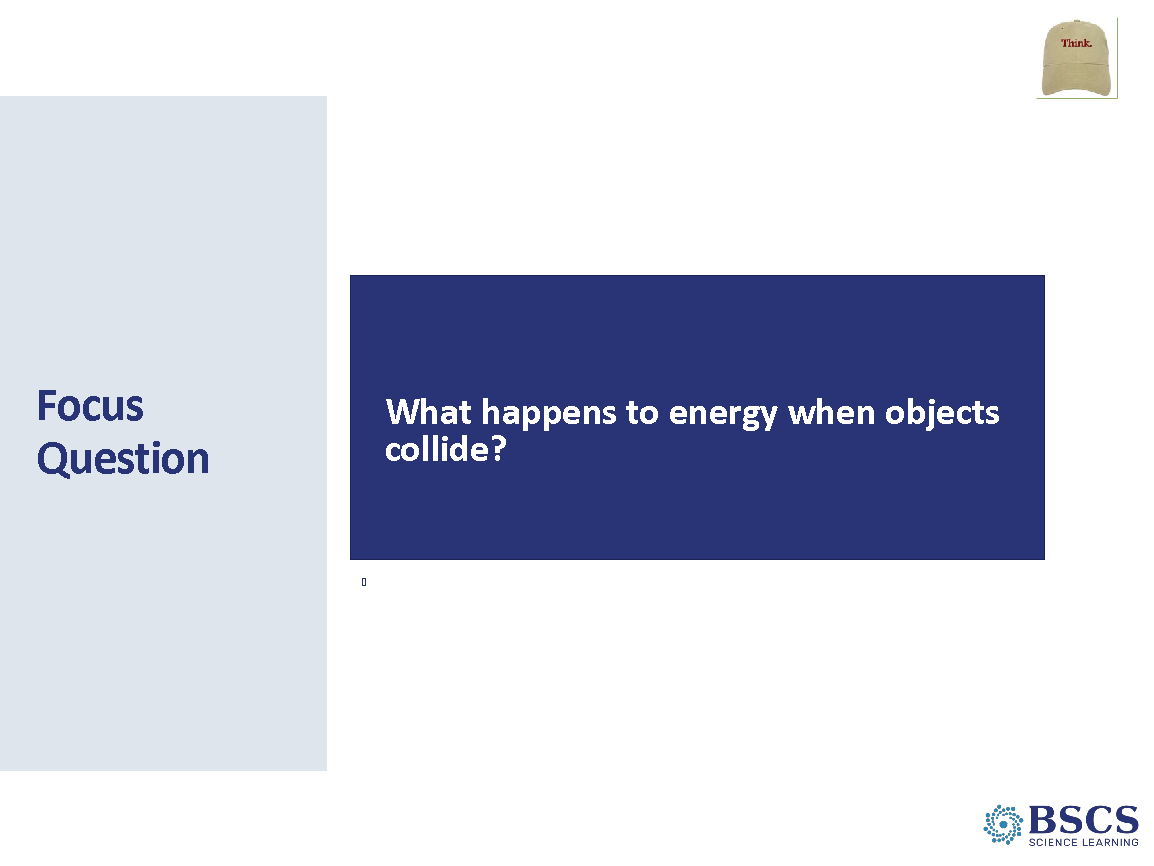 Think.
Focus
Question
What happens to energy when objects
collide?
BSCS
SCIENCE LEARNING